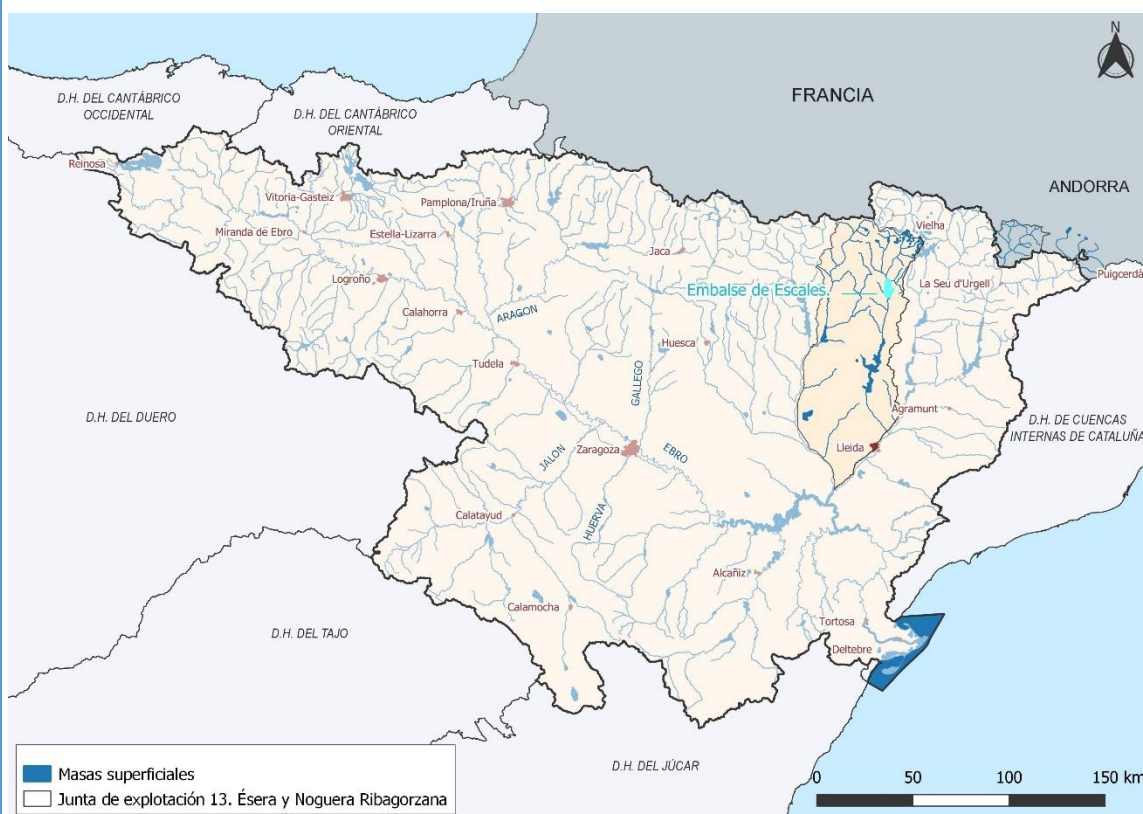 N
FRANCIA
D.H. DEL CANTÁBRICO
OCCIDENTAL
D.H. DEL CANTÁBRICO
ORIENTAL
Reinosa
ANDORRA
Vitoria-Gasteiz
Pamplona/Iruña
Vielha
Miranda de Ebro
Estella-Lizarra
Jaca
Puigcerdà
Logroño
Embalse de Escales.
La Seu d'Urgell
Calahorra
ARAGON
Huesca
Tudela
GALLEGO
Agramunt
D.H. DEL DUERO
D.H. DE CUENCAS
INTERNAS DE CATALUÑA
Lleida
JALON
Zaragoza
EBRO
Calatayud
HUERVA
Alcañiz
Calamocha
Tortosa
D.H. DEL TAJO
Deltebre
D.H. DEL JÚCAR
Masas superficiales
Junta de explotación 13. Ésera y Noguera Ribagorzana
0 50 100 150 km